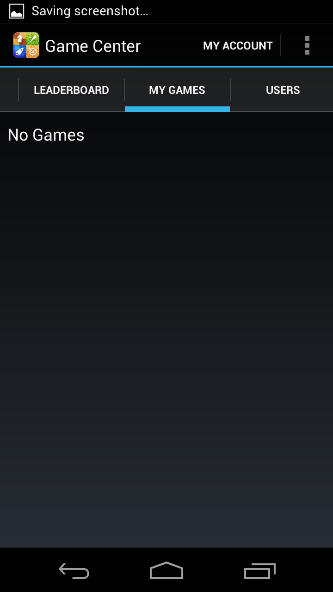 Saving screenshot...
Game Center
MY ACCOUNT
LEADERBOARD
MY GAMES
USERS
No Games